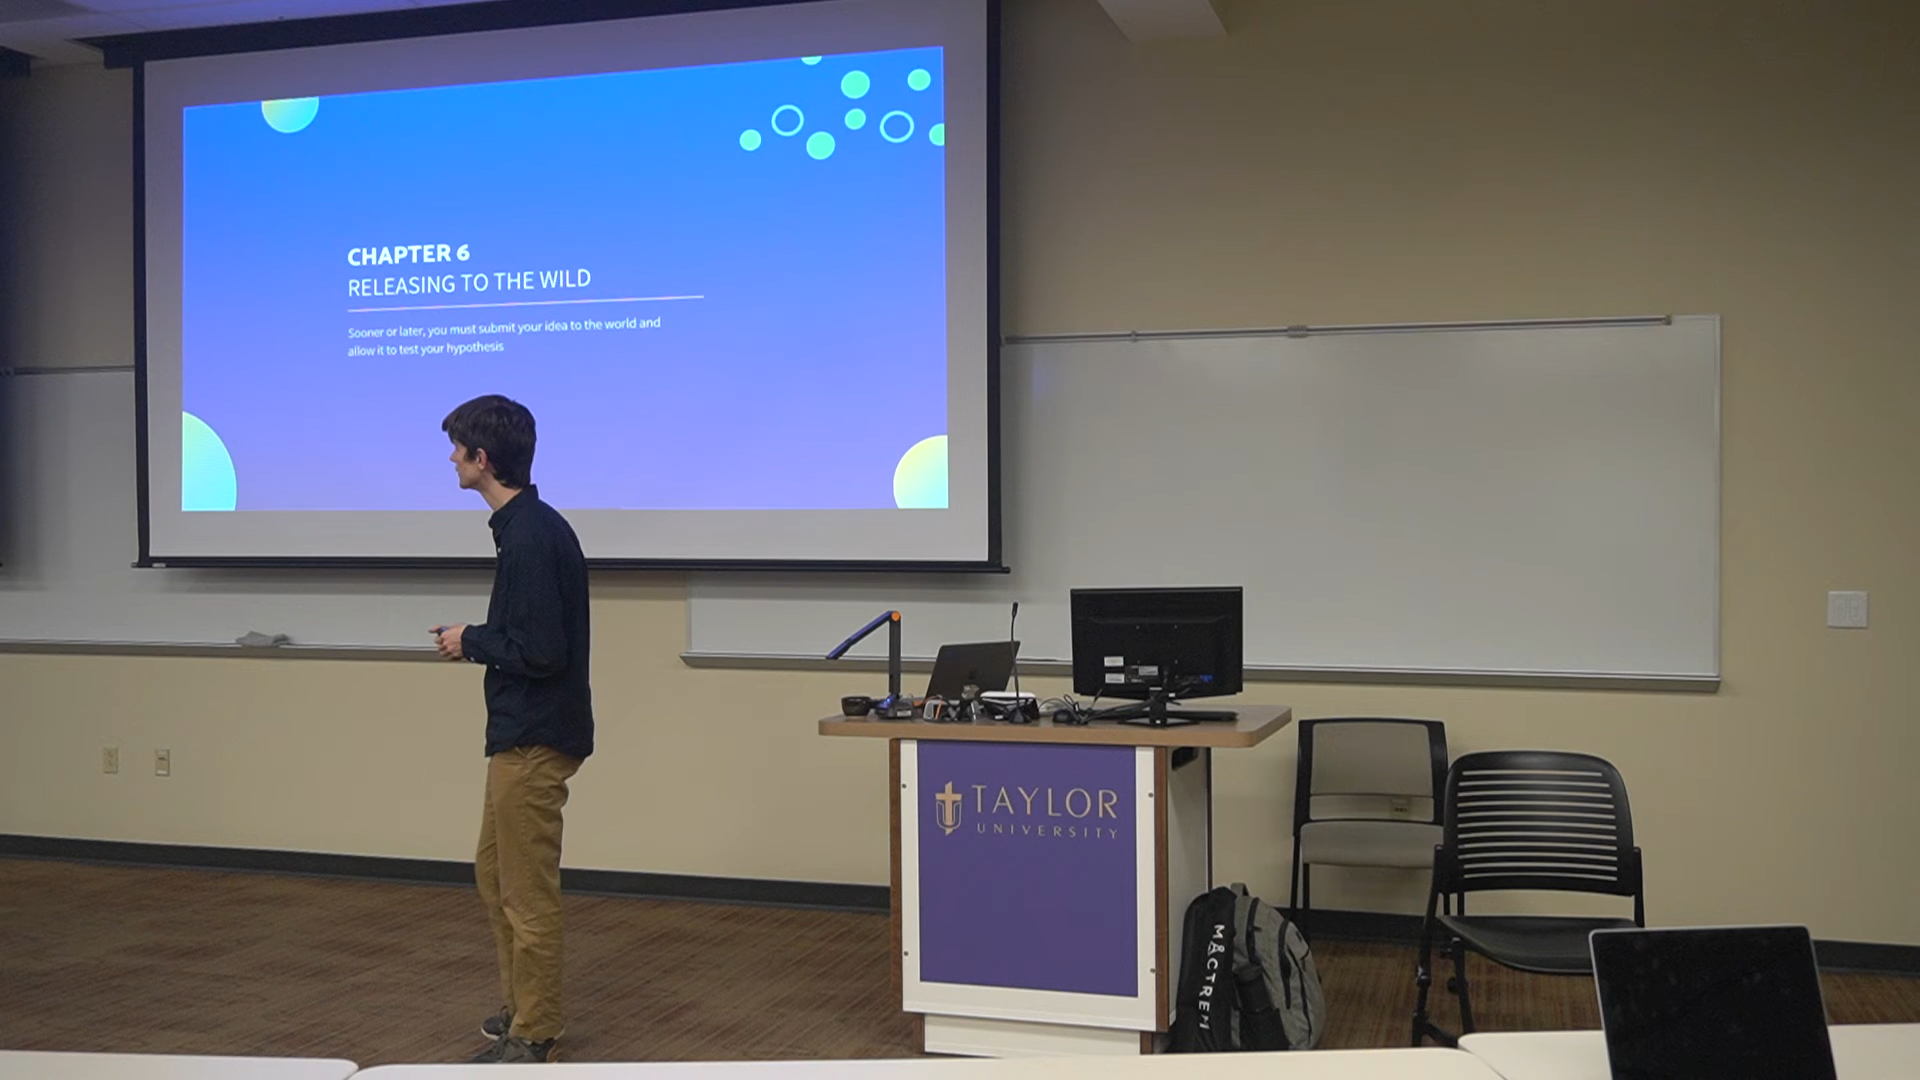 CHAPTER 6
RELEASING TO THE WILD
Sooner or later, you must submit your idea to the world and
allow it to test your hypothesis
TAYLOR
UNIVERSITY